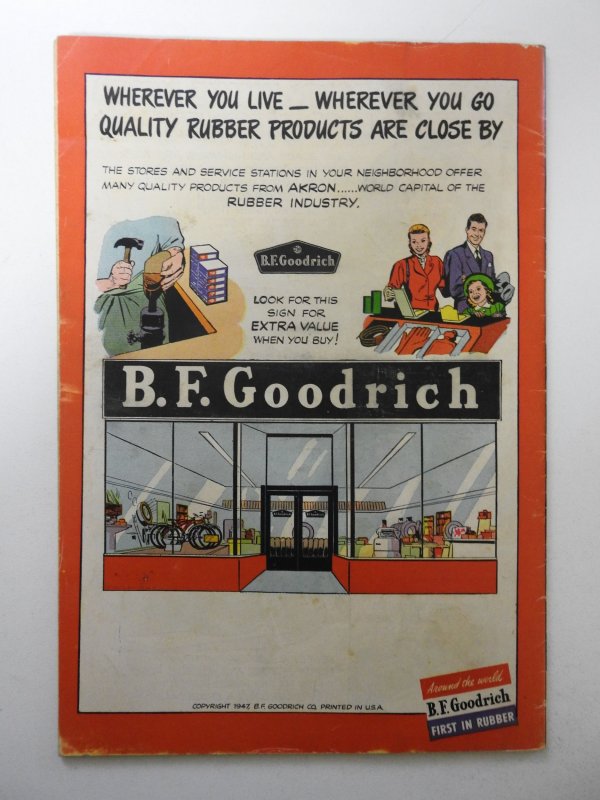 WHEREVER YOU LIVE — WHEREVER YOU GO
QUALITY RUBBER PRODUCTS ARE CLOSE BY
THE STORES AND SERVICE STATIONS IN YOUR NEIGHBORHOOD OFFER
MANY QUALITY PRODUCTS FROM AKRON......WORLD CAPITAL OF THE
RUBBER INDUSTRY.
B.F.Goodrich
LOOK FOR THIS
SIGN FOR
EXTRA VALUE
WHEN YOU BUY!
B.F. Goodrich
COPYRIGHT 1947, B.F. GOODRICH CO. PRINTED IN U.S.A.
Around the world
B.F. Goodrich
FIRST IN RUBBER